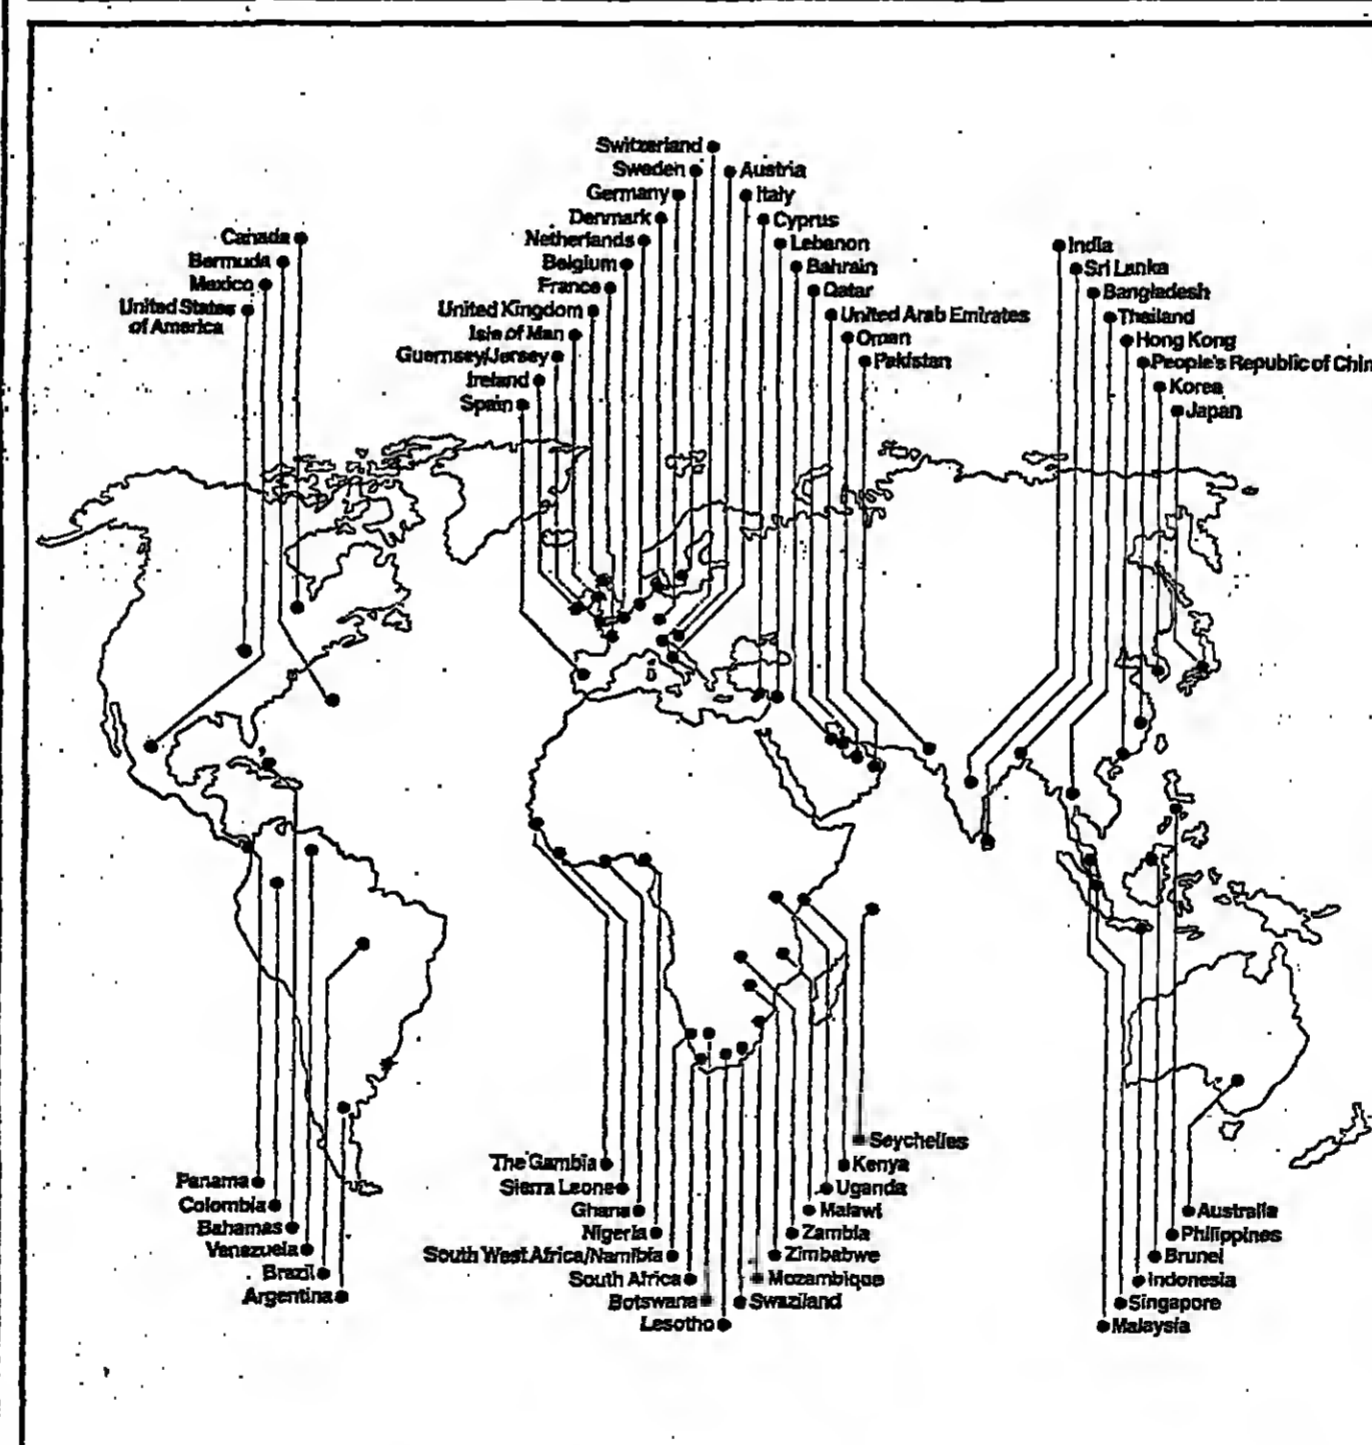 Switzerland
Sweden
Austria
Germany
Italy
Denmark
Cyprus
Netherlands
Lebanon
Belgium
Bahrain
France
Qatar
United Kingdom
United Arab Emirates
Isle of Man
Oman
Guernsey/Jersey
Pakistan
Ireland
Spain
Canada
Bermuda
Mexico
United States
of America
India
Sri Lanka
Bangladesh
Thailand
Hong Kong
People's Republic of Chin
Korea
Japan
Panama
Colombia
Bahamas
Venezuela
Brazil
Argentina
The Gambia
Sierra Leone
Ghana
Nigeria
South West Africa/Namibia
South Africa
Botswana
Lesotho
Seychelles
Kenya
Uganda
Malawi
Zambia
Zimbabwe
Mozambique
Swaziland
Australia
Philippines
Brunei
Indonesia
Singapore
Malaysia